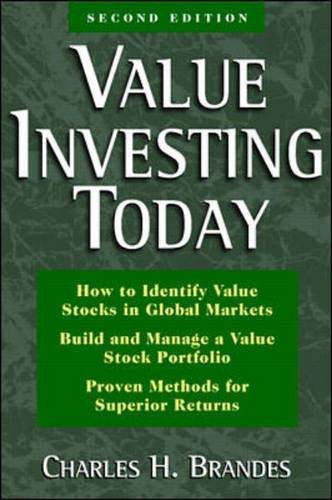 SECOND EDITION
VALUE
INVESTING
TODAY
How to Identify Value
Stocks in Global Markets
Build and Manage a Value
Stock Portfolio
Proven Methods for
Superior Returns
CHARLES H. BRANDES